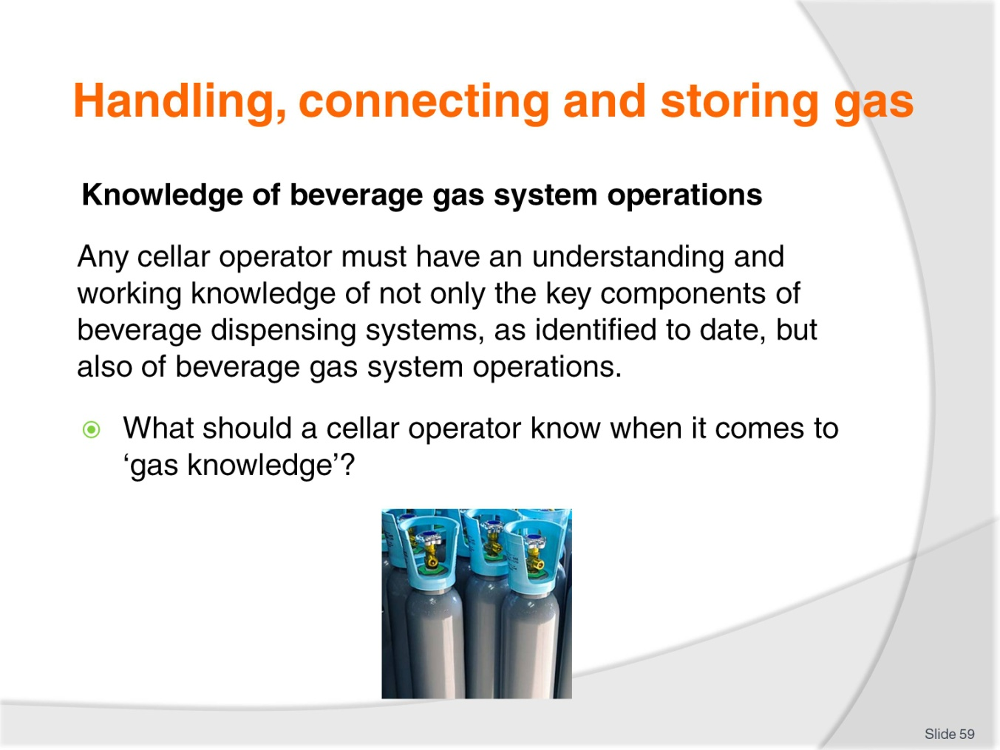 Handling, connecting and storing gas
Knowledge of beverage gas system operations
Any cellar operator must have an understanding and
working knowledge of not only the key components of
beverage dispensing systems, as identified to date, but
also of beverage gas system operations.
What should a cellar operator know when it comes to
‘gas knowledge’?
Slide 59